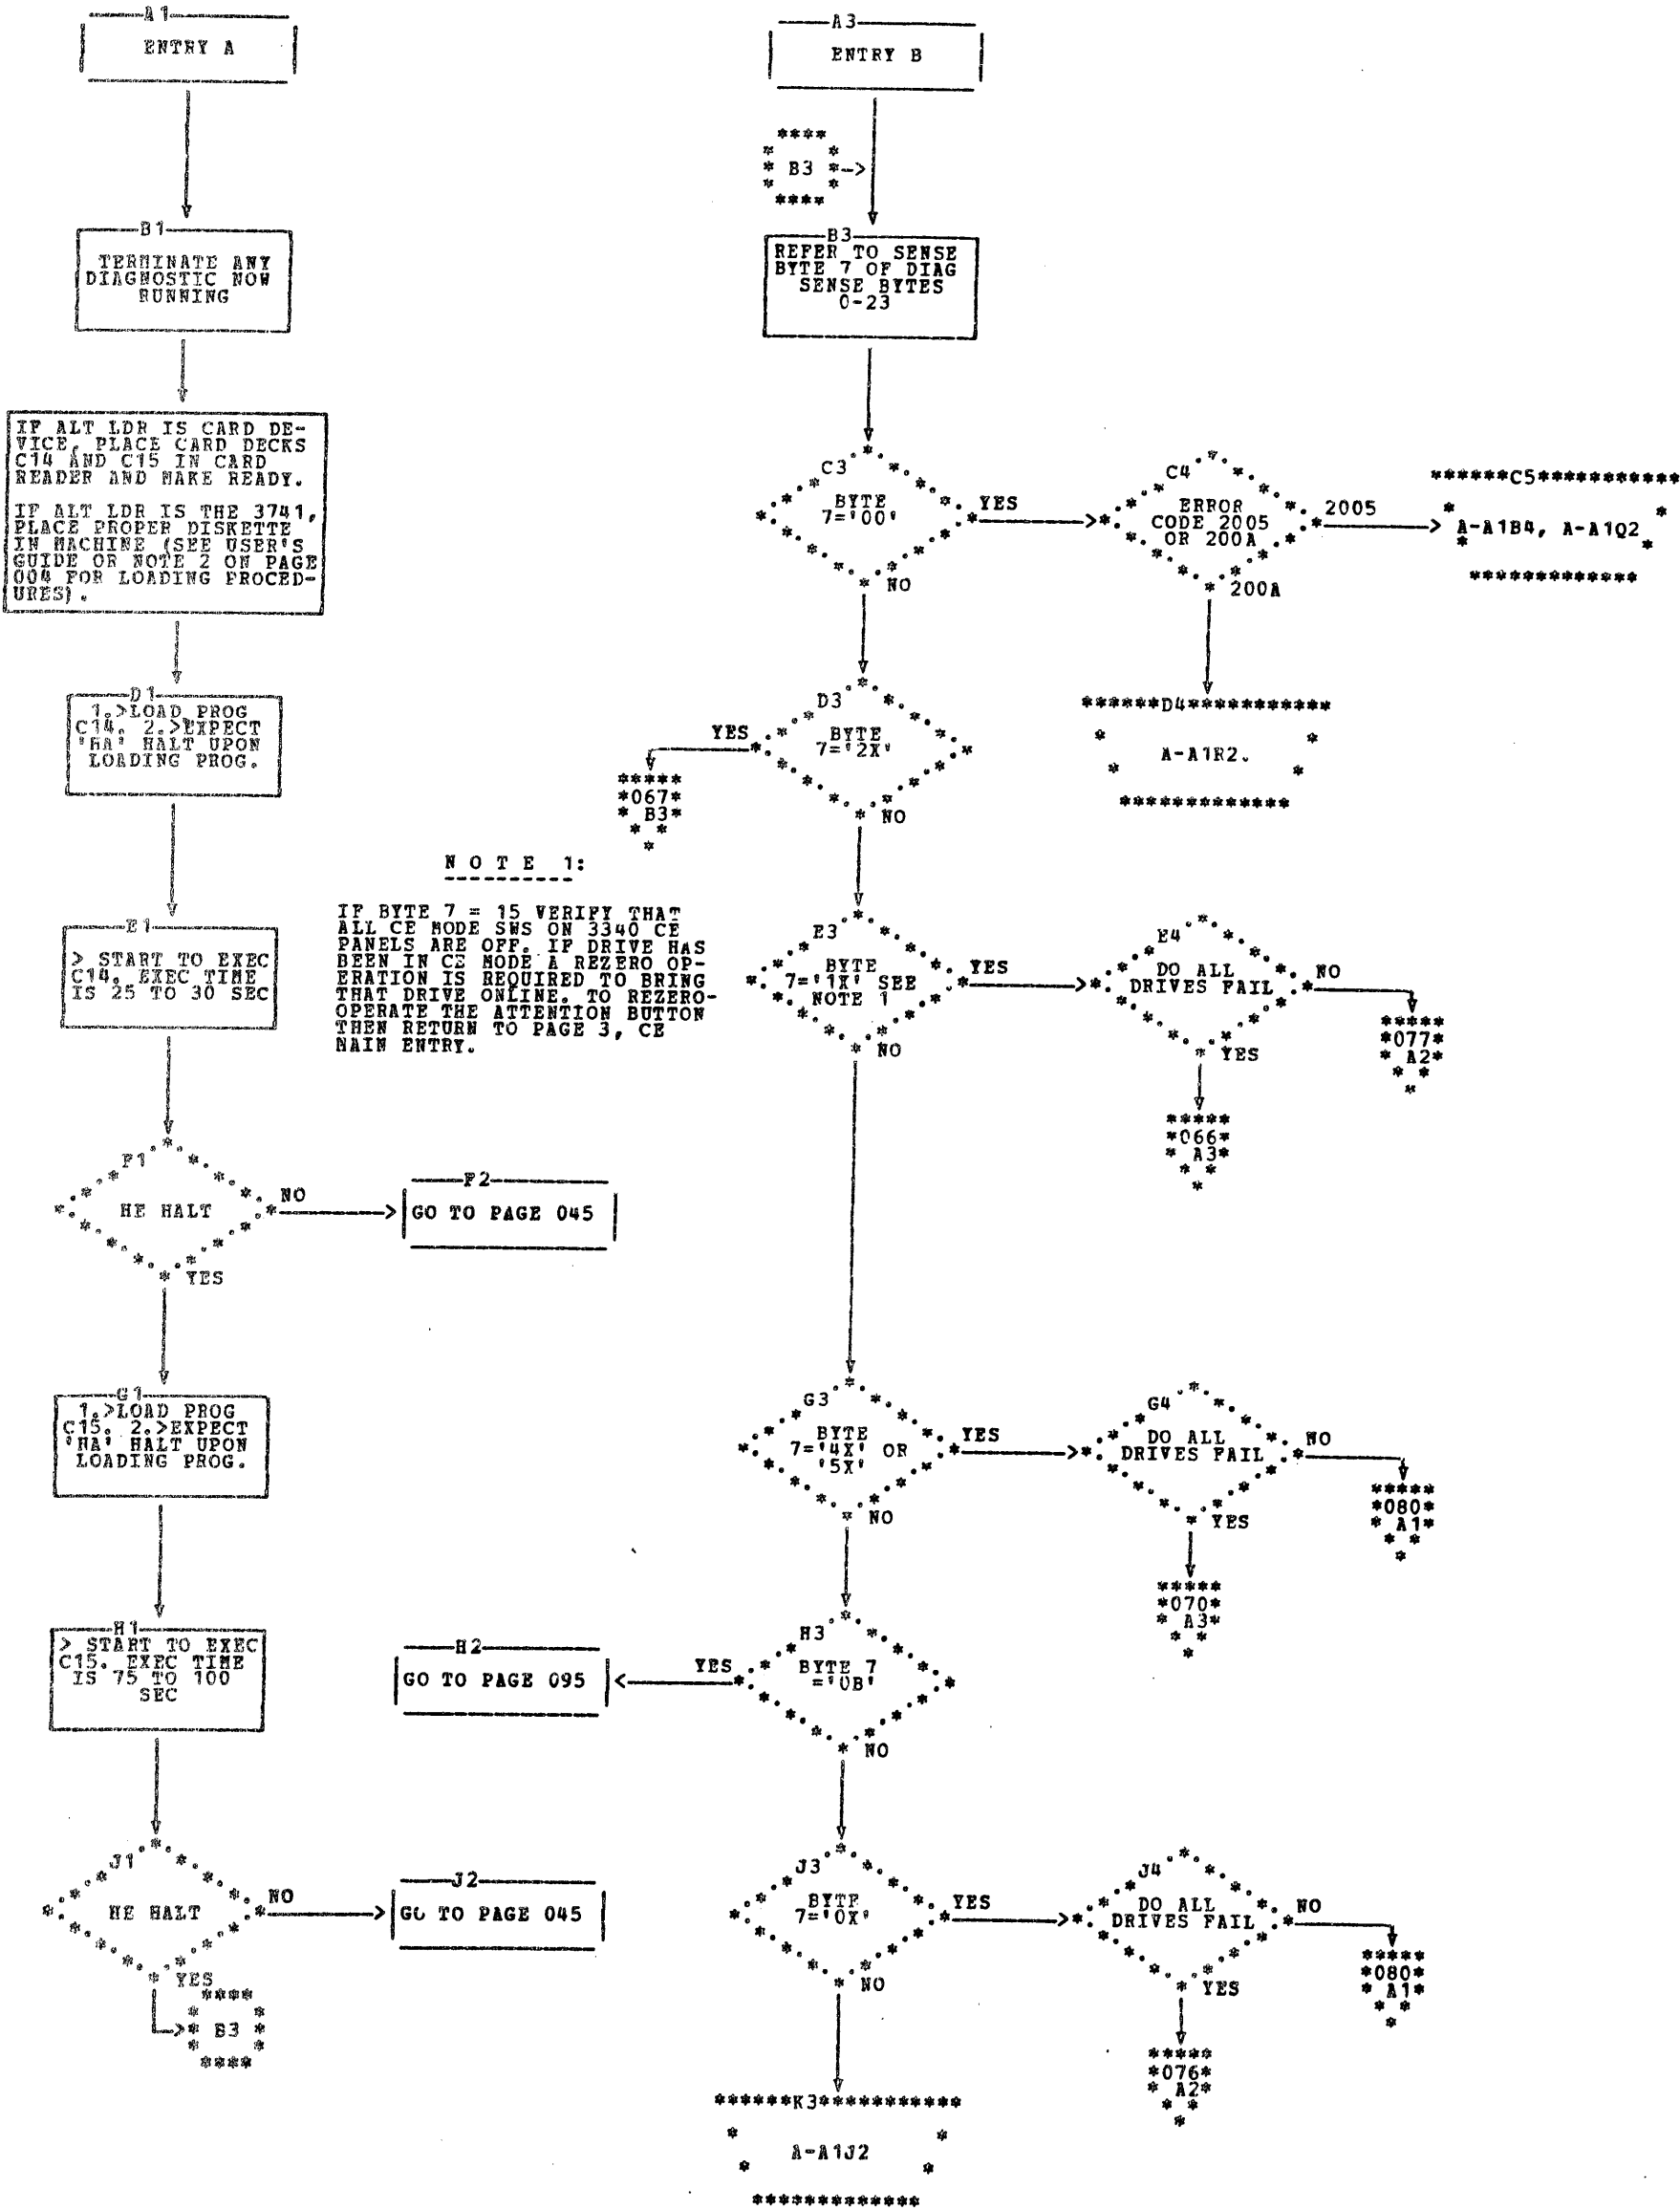 A1
ENTRY A
B1
TERMINATE ANY
DIAGNOSTIC NOW
RUNNING
IF ALT LDR IS CARD DE-
VICE, PLACE CARD DECKS
C14 AND C15 IN CARD
READER AND MAKE READY.
IF ALT LDR IS THE 3741,
PLACE PROPER DISKETTE
IN MACHINE (SEE USER'S
GUIDE OR NOTE 2 ON PAGE
004 FOR LOADING PROCED-
URES).
D1
1.>LOAD PROG
C14. 2.>EXPECT
'HA' HALT UPON
LOADING PROG.
E1
> START TO EXEC
C14. EXEC TIME
IS 25 TO 30 SEC
F1
HE HALT
NO
YES
F2
GO TO PAGE 045
G1
1.>LOAD PROG
C15. 2.>EXPECT
'HA' HALT UPON
LOADING PROG.
H1
> START TO EXEC
C15. EXEC TIME
IS 75 TO 100
SEC
J1
HE HALT
NO
YES
B3
J2
GO TO PAGE 045
N O T E 1:
IF BYTE 7 = 15 VERIFY THAT
ALL CE MODE SWS ON 3340 CE
PANELS ARE OFF. IF DRIVE HAS
BEEN IN CE MODE A REZERO OP-
ERATION IS REQUIRED TO BRING
THAT DRIVE ONLINE. TO REZERO-
OPERATE THE ATTENTION BUTTON
THEN RETURN TO PAGE 3, CE
MAIN ENTRY.
A3
ENTRY B
B3
B3
REFER TO SENSE
BYTE 7 OF DIAG
SENSE BYTES
0-23
C3
BYTE
7='00'
YES
NO
C4
ERROR
CODE 2005
OR 200A
2005
200A
C5
A-A1B4, A-A1Q2
D4
A-A1R2.
D3
BYTE
7='2X'
YES
NO
067
B3
E3
BYTE
7='1X' SEE
NOTE 1
YES
NO
E4
DO ALL
DRIVES FAIL
NO
YES
077
A2
066
A3
G3
BYTE
7='4X' OR
'5X'
YES
NO
G4
DO ALL
DRIVES FAIL
NO
YES
080
A1
070
A3
H3
BYTE 7
='0B'
YES
NO
H2
GO TO PAGE 095
J3
BYTE
7='0X'
YES
NO
J4
DO ALL
DRIVES FAIL
NO
YES
080
A1
076
A2
K3
A-A1J2